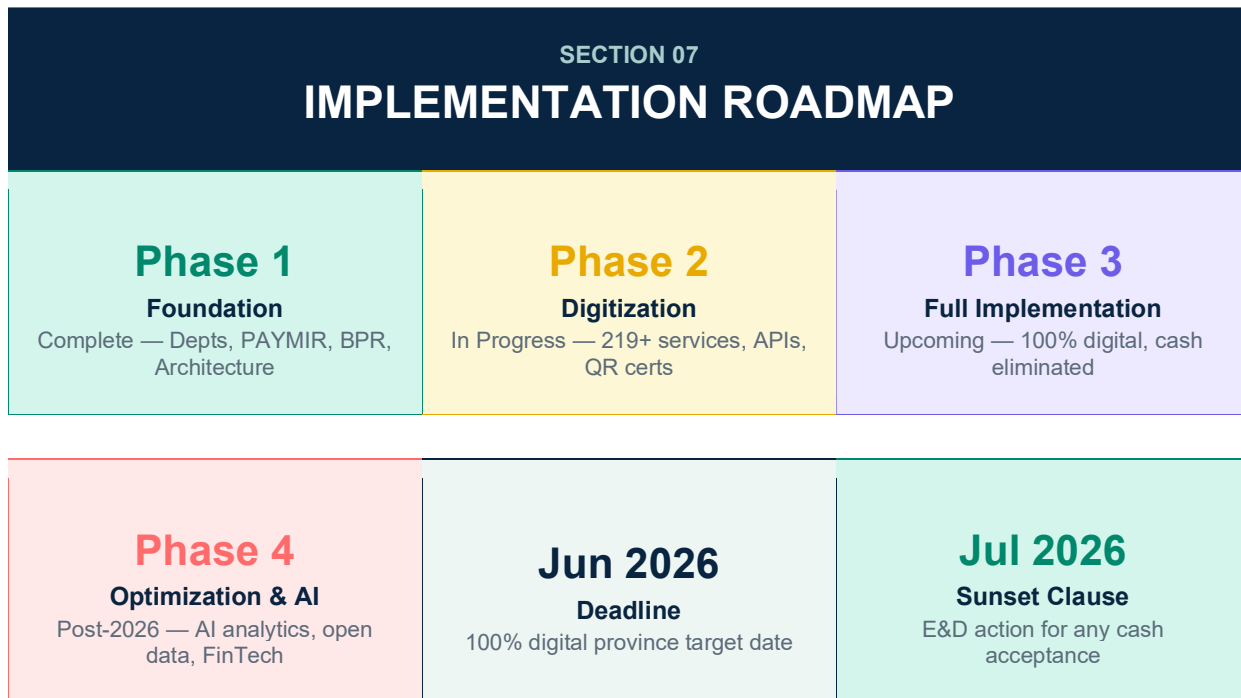 SECTION 07
IMPLEMENTATION ROADMAP
Phase 1
Foundation
Complete — Depts, PAYMIR, BPR,
Architecture
Phase 2
Digitization
In Progress — 219+ services, APIs,
QR certs
Phase 3
Full Implementation
Upcoming — 100% digital, cash
eliminated
Phase 4
Optimization & AI
Post-2026 — AI analytics, open
data, FinTech
Jun 2026
Deadline
100% digital province target date
Jul 2026
Sunset Clause
E&D action for any cash
acceptance